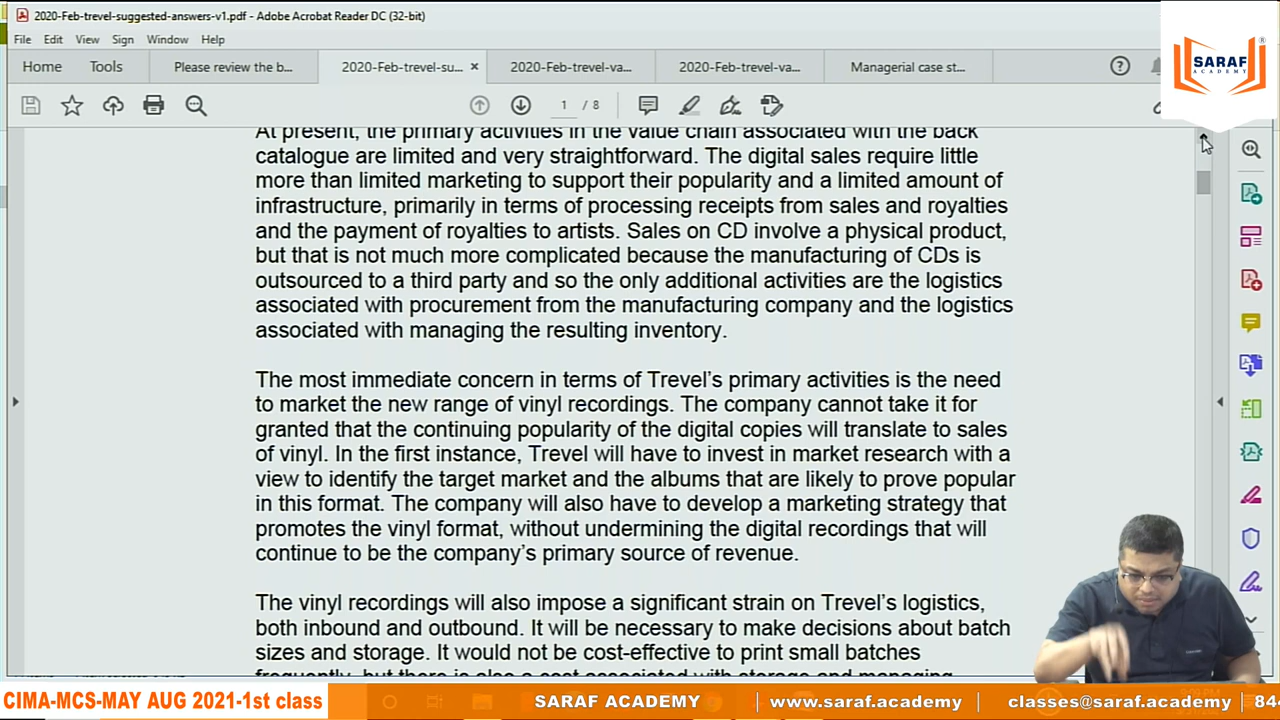 2020-Feb-trevel-suggested-answers-v1.pdf - Adobe Acrobat Reader DC (32-bit)
File Edit View Sign Window Help
Home Tools Please review the b... 2020-Feb-trevel-su... × 2020-Feb-trevel-va... 2020-Feb-trevel-va... Managerial case st...
1 / 8
SARAF
ACADEMY
At present, the primary activities in the value chain associated with the back
catalogue are limited and very straightforward. The digital sales require little
more than limited marketing to support their popularity and a limited amount of
infrastructure, primarily in terms of processing receipts from sales and royalties
and the payment of royalties to artists. Sales on CD involve a physical product,
but that is not much more complicated because the manufacturing of CDs is
outsourced to a third party and so the only additional activities are the logistics
associated with procurement from the manufacturing company and the logistics
associated with managing the resulting inventory.
The most immediate concern in terms of Trevel's primary activities is the need
to market the new range of vinyl recordings. The company cannot take it for
granted that the continuing popularity of the digital copies will translate to sales
of vinyl. In the first instance, Trevel will have to invest in market research with a
view to identify the target market and the albums that are likely to prove popular
in this format. The company will also have to develop a marketing strategy that
promotes the vinyl format, without undermining the digital recordings that will
continue to be the company's primary source of revenue.
The vinyl recordings will also impose a significant strain on Trevel's logistics,
both inbound and outbound. It will be necessary to make decisions about batch
sizes and storage. It would not be cost-effective to print small batches
frequently, but there is also a cost associated with storage and managing
CIMA-MCS-MAY AUG 2021-1st class SARAF ACADEMY www.saraf.academy classes@saraf.academy 84